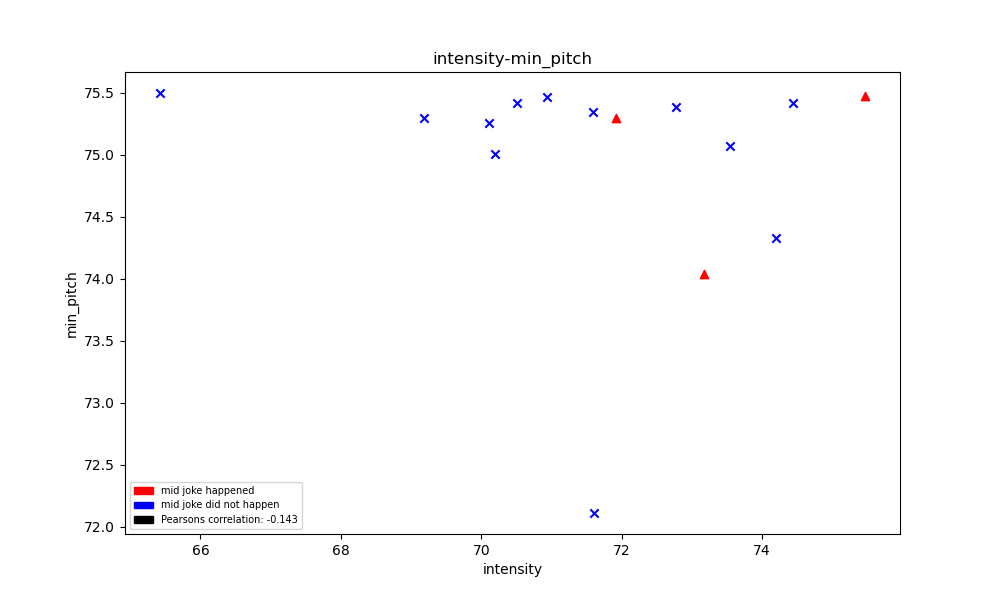 intensity-min_pitch
min_pitch
75.5
75.0
74.5
74.0
73.5
73.0
72.5
72.0
mid joke happened
mid joke did not happen
Pearsons correlation: -0.143
66 68 70 72 74
intensity